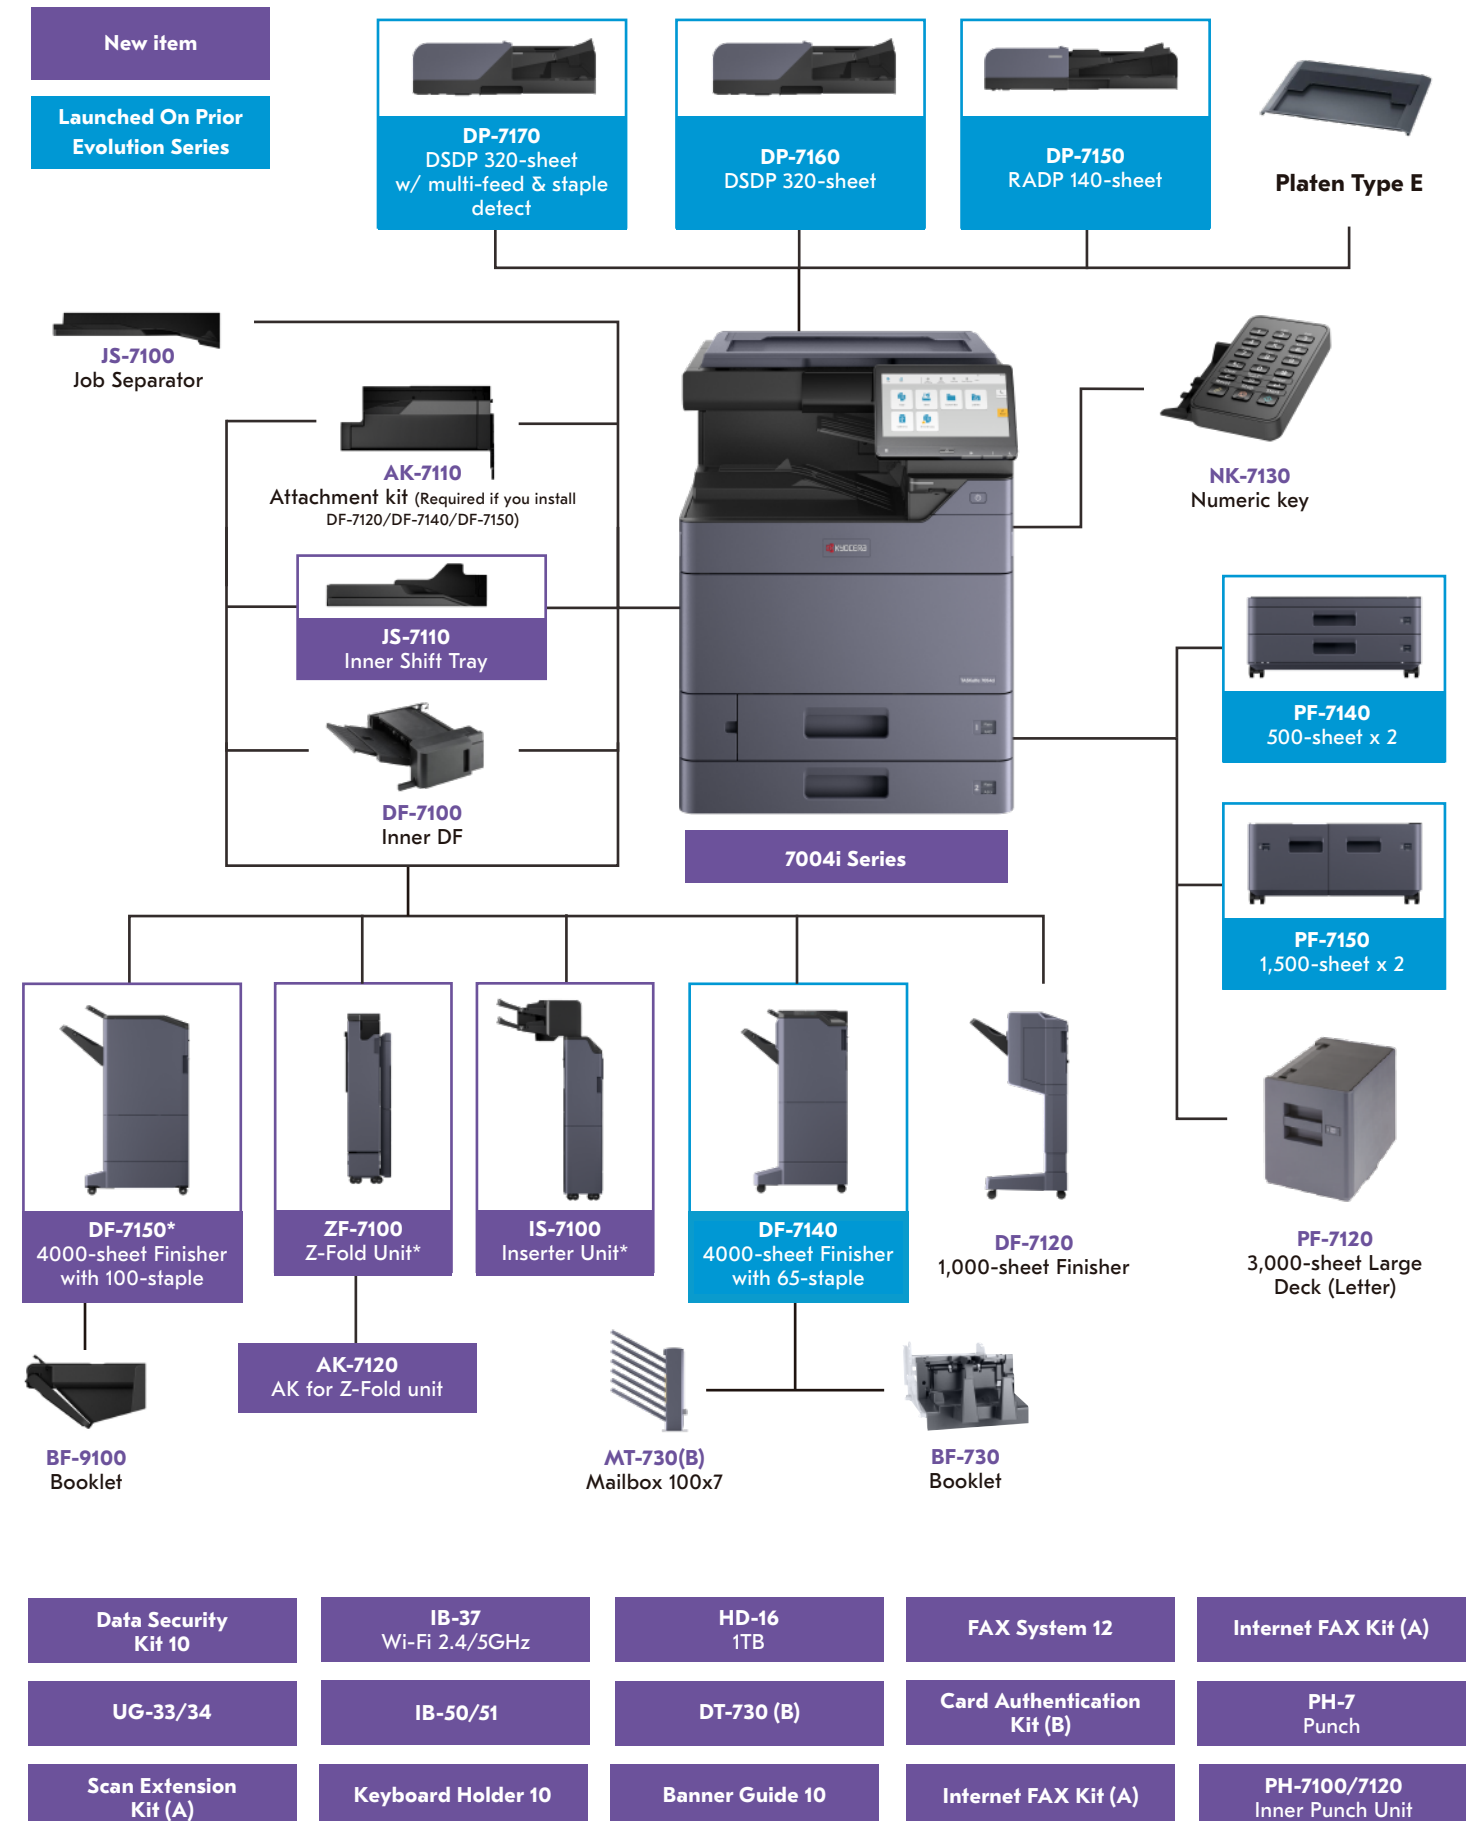 New item
Launched On Prior
Evolution Series
DP-7170
DSDP 320-sheet
w/ multi-feed & staple
detect
DP-7160
DSDP 320-sheet
DP-7150
RADP 140-sheet
Platen Type E
JS-7100
Job Separator
AK-7110
Attachment kit (Required if you install
DF-7120/DF-7140/DF-7150)
JS-7110
Inner Shift Tray
DF-7100
Inner DF
KYOCERA
7004i Series
NK-7130
Numeric key
PF-7140
500-sheet x 2
PF-7150
1,500-sheet x 2
PF-7120
3,000-sheet Large
Deck (Letter)
DF-7150*
4000-sheet Finisher
with 100-staple
ZF-7100
Z-Fold Unit*
IS-7100
Inserter Unit*
DF-7140
4000-sheet Finisher
with 65-staple
DF-7120
1,000-sheet Finisher
AK-7120
AK for Z-Fold unit
BF-9100
Booklet
MT-730(B)
Mailbox 100x7
BF-730
Booklet
Data Security
Kit 10
IB-37
Wi-Fi 2.4/5GHz
HD-16
1TB
FAX System 12
Internet FAX Kit (A)
UG-33/34
IB-50/51
DT-730 (B)
Card Authentication
Kit (B)
PH-7
Punch
Scan Extension
Kit (A)
Keyboard Holder 10
Banner Guide 10
Internet FAX Kit (A)
PH-7100/7120
Inner Punch Unit